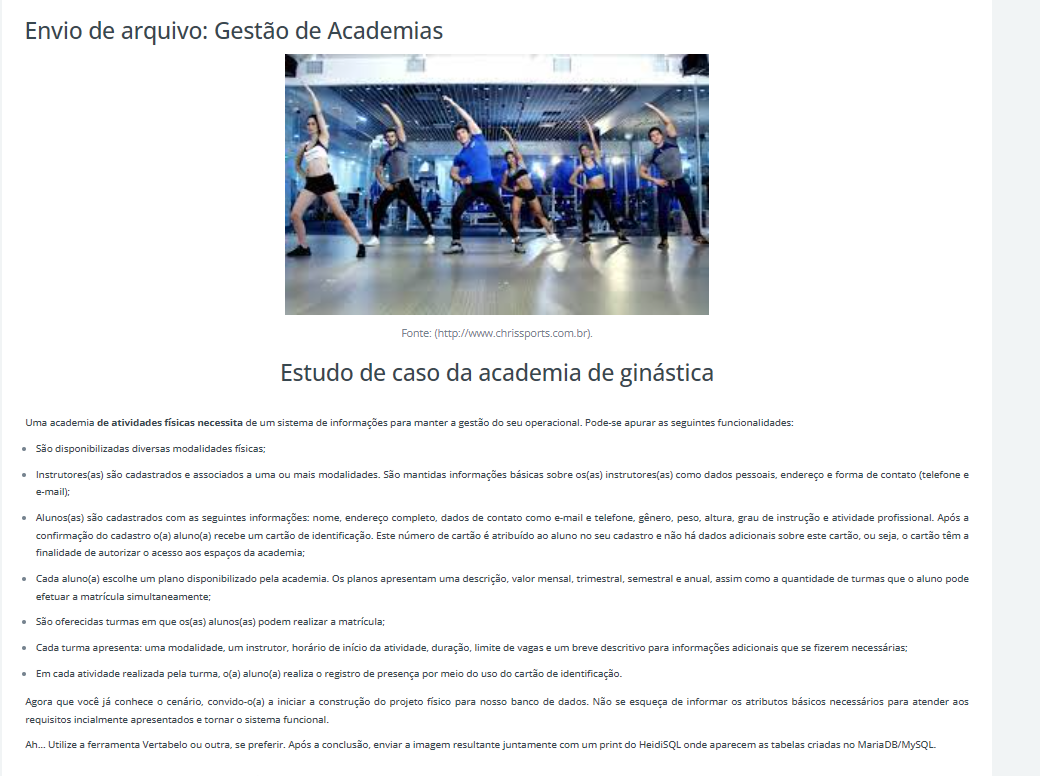 Envio de arquivo: Gestão de Academias
Fonte: (http://www.chrissports.com.br).
Estudo de caso da academia de ginástica
Uma academia de atividades físicas necessita de um sistema de informações para manter a gestão do seu operacional. Pode-se apurar as seguintes funcionalidades:
• São disponibilizadas diversas modalidades físicas;
• Instrutores(as) são cadastrados e associados a uma ou mais modalidades. São mantidas informações básicas sobre os(as) instrutores(as) como dados pessoais, endereço e forma de contato (telefone e
e-mail);
• Alunos(as) são cadastrados com as seguintes informações: nome, endereço completo, dados de contato como e-mail e telefone, gênero, peso, altura, grau de instrução e atividade profissional. Após a
confirmação do cadastro o(a) aluno(a) recebe um cartão de identificação. Este número de cartão é atribuído ao aluno no seu cadastro e não há dados adicionais sobre este cartão, ou seja, o cartão têm a
finalidade de autorizar o acesso aos espaços da academia;
• Cada aluno(a) escolhe um plano disponibilizado pela academia. Os planos apresentam uma descrição, valor mensal, trimestral, semestral e anual, assim como a quantidade de turmas que o aluno pode
efetuar a matrícula simultaneamente;
• São oferecidas turmas em que os(as) alunos(as) podem realizar a matrícula;
• Cada turma apresenta: uma modalidade, um instrutor, horário de início da atividade, duração, limite de vagas e um breve descritivo para informações adicionais que se fizerem necessárias;
• Em cada atividade realizada pela turma, o(a) aluno(a) realiza o registro de presença por meio do uso do cartão de identificação.
Agora que você já conhece o cenário, convido-o(a) a iniciar a construção do projeto físico para nosso banco de dados. Não se esqueça de informar os atributos básicos necessários para atender aos
requisitos incialmente apresentados e tornar o sistema funcional.
Ah... Utilize a ferramenta Vertabelo ou outra, se preferir. Após a conclusão, enviar a imagem resultante juntamente com um print do HeidiSQL onde aparecem as tabelas criadas no MariaDB/MySQL.